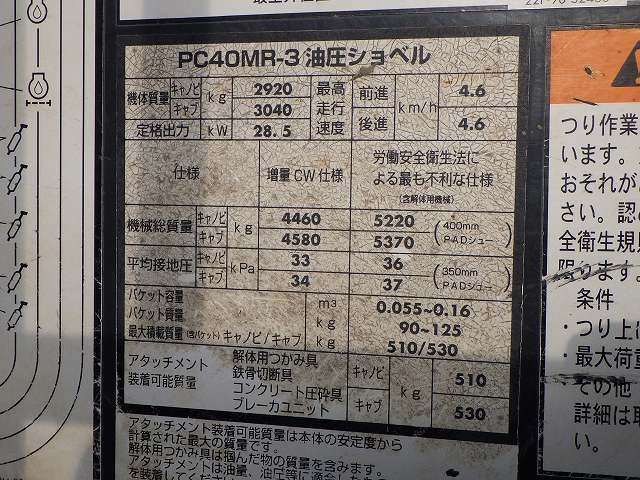 PC40MR-3 油圧ショベル
機体質量 キャノピ kg 2920 最高走行速度 前進 km/h 4.6
キャブ 3040
定格出力 kW 28.5 後進 4.6
仕様 増量CW仕様 労働安全衛生法に
よる最も不利な仕様
(含解体用機械)
機械総質量 キャノピ kg 4460 5220 (400mm
キャブ 4580 5370 PADシュー)
平均接地圧 キャノピ kPa 33 36 (350mm
キャブ 34 37 PADシュー)
バケット容量 m³ 0.055~0.16
バケット質量 kg 90~125
最大積載質量(含バケット) キャノピ/キャブ kg 510/530
アタッチメント
装着可能質量
解体用つかみ具
鉄骨切断具
コンクリート圧砕具
ブレーカユニット
キャノピ kg 510
キャブ 530
アタッチメント装着可能質量は本体の安定度から
計算された最大の質量です。
解体用つかみ具は掴んだ物の質量を含みます。
アタッチメントは油量、油圧等に適合した
つり作業
います。
おそれが
さい。認
全衛生規則
限ります。
条件
・つり上
・最大荷重
・その他
詳細は取
い。